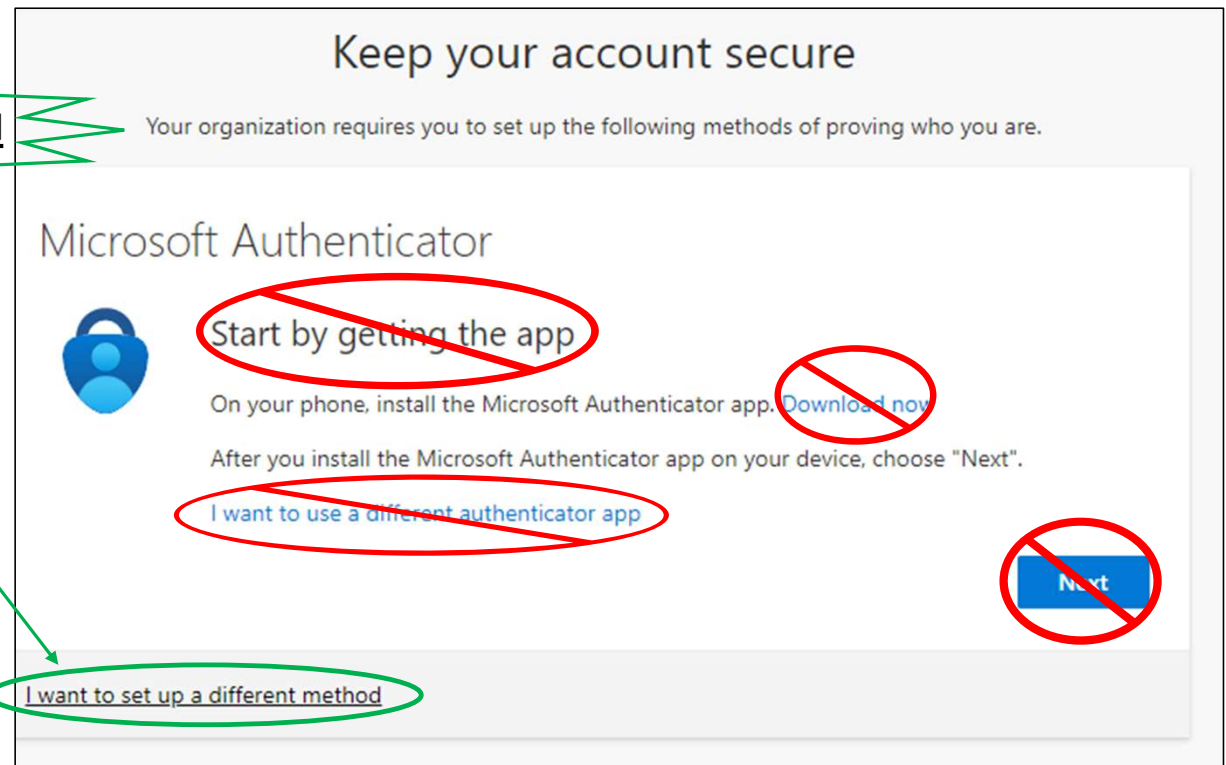 Keep your account secure
Your organization requires you to set up the following methods of proving who you are.
Microsoft Authenticator
Start by getting the app
On your phone, install the Microsoft Authenticator app. Download now
After you install the Microsoft Authenticator app on your device, choose "Next".
I want to use a different authenticator app
Next
I want to set up a different method